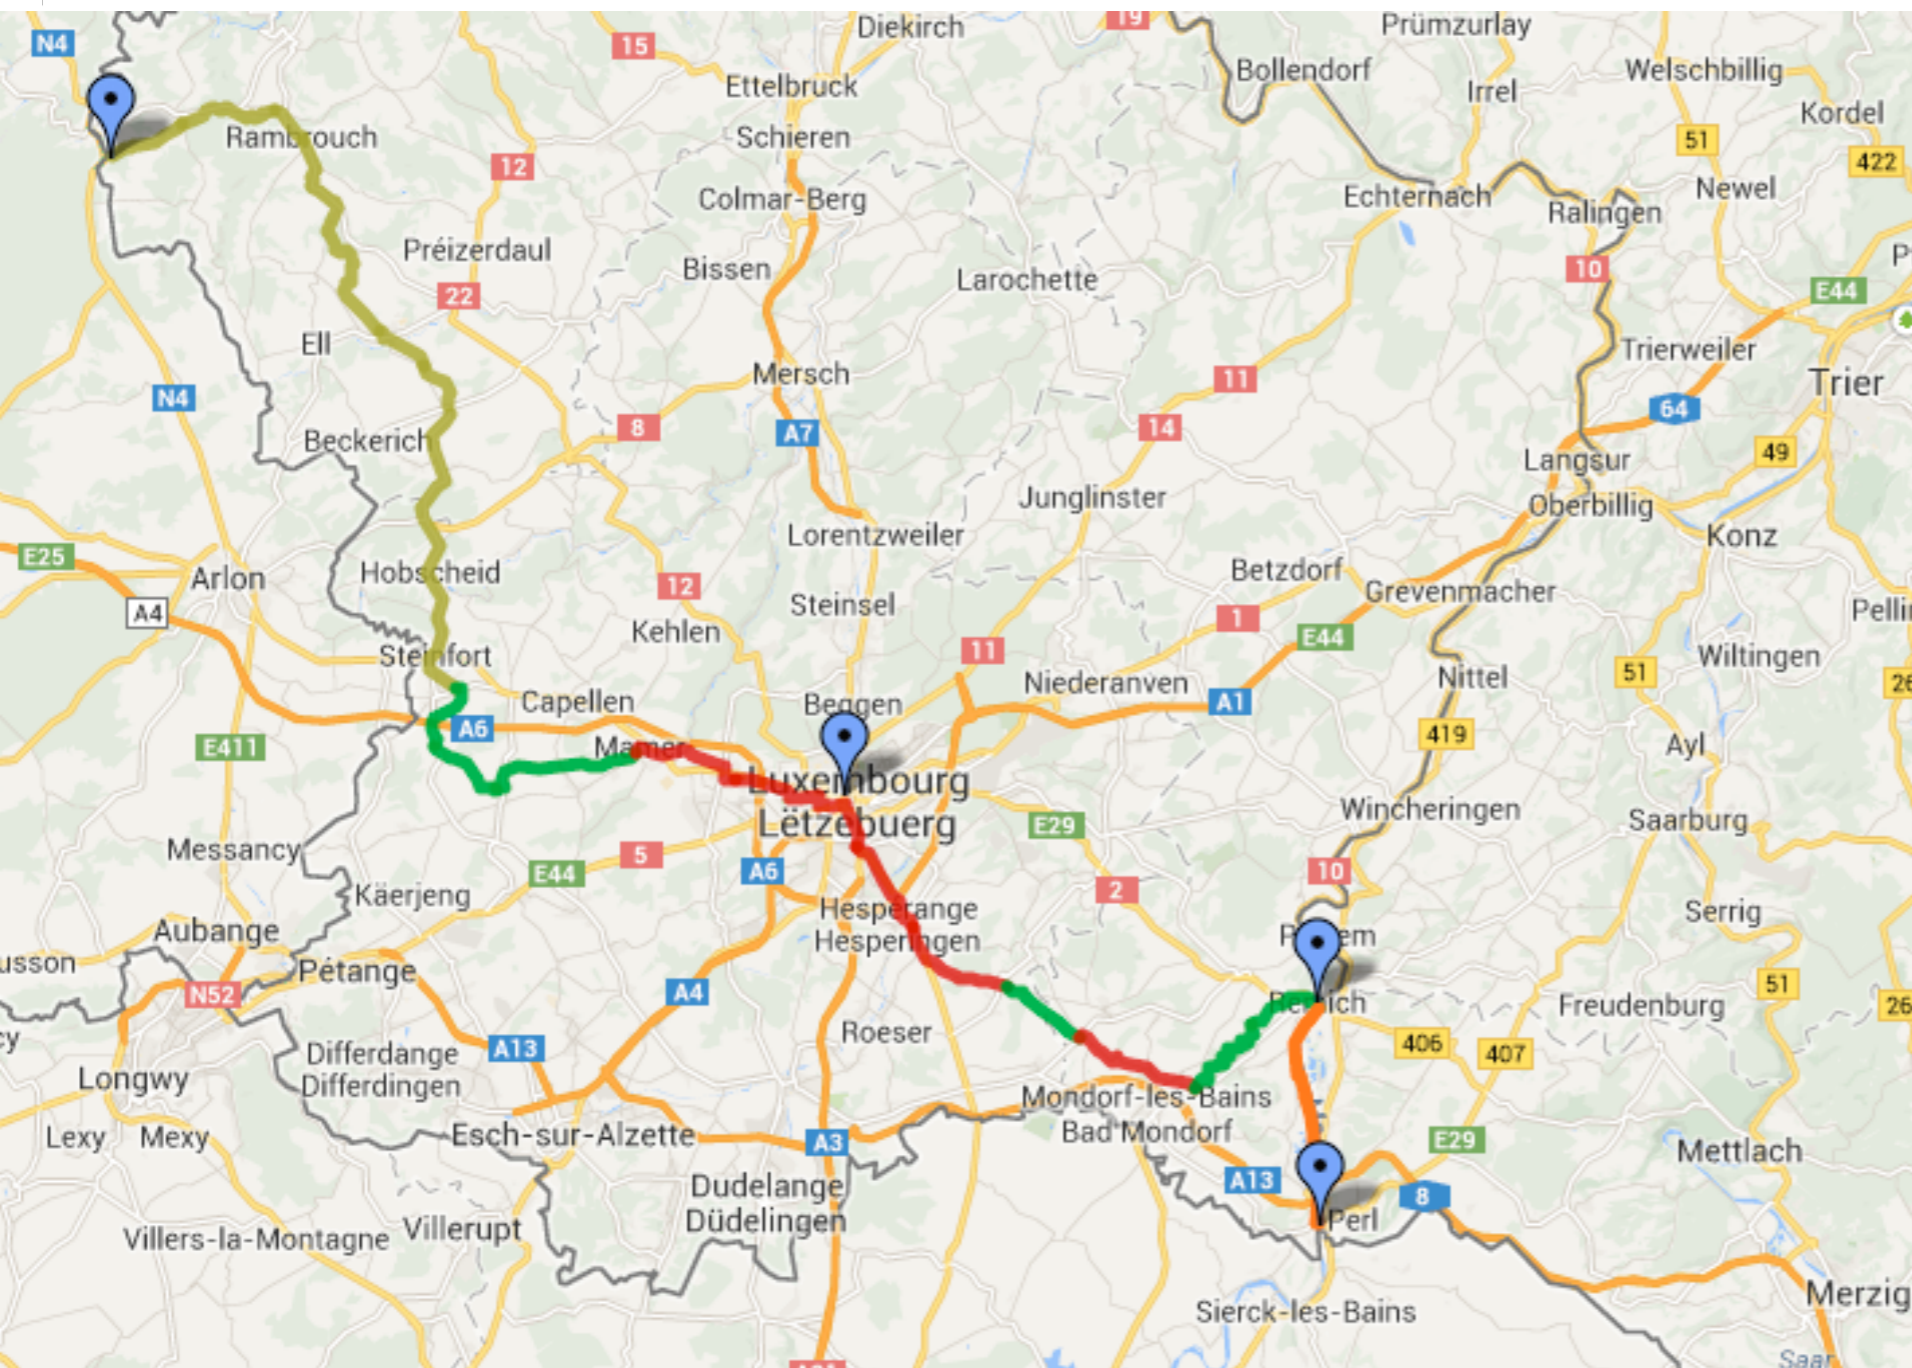 19
Diekirch
Prümzurlay
N4
15
Ettelbruck
Bollendorf
Irrel
Welschbillig
Kordel
Rambrouch
Schieren
51
422
12
Colmar-Berg
Echternach
Newel
Ralingen
Préizerdaul
Bissen
Larochette
10
22
E44
Ell
Mersch
Trierweiler
Trier
N4
11
64
8
A7
14
Beckerich
49
Langsur
Junglinster
Oberbillig
Lorentzweiler
Konz
E25
Arlon
Hobscheid
12
Betzdorf
Grevenmacher
A4
Steinsel
1
Kehlen
E44
Steinfort
11
Wiltingen
Niederanven
Nittel
51
Capellen
Beggen
A1
A6
E411
Mamer
419
Ayl
Luxembourg
Lëtzebuerg
Wincheringen
Saarburg
E29
Messancy
5
E44
A6
10
2
Käerjeng
Hesperange
Hesperingen
Serrig
Aubange
Pétange
N52
A4
51
Remich
Freudenburg
Roeser
406
407
A13
Differdange
Differdingen
Longwy
Mondorf-les-Bains
Bad Mondorf
Lexy
Mexy
Esch-sur-Alzette
A3
E29
Mettlach
A13
8
Dudelange
Düdelingen
Perl
Villers-la-Montagne
Villerupt
Merzig
Sierck-les-Bains
Saar